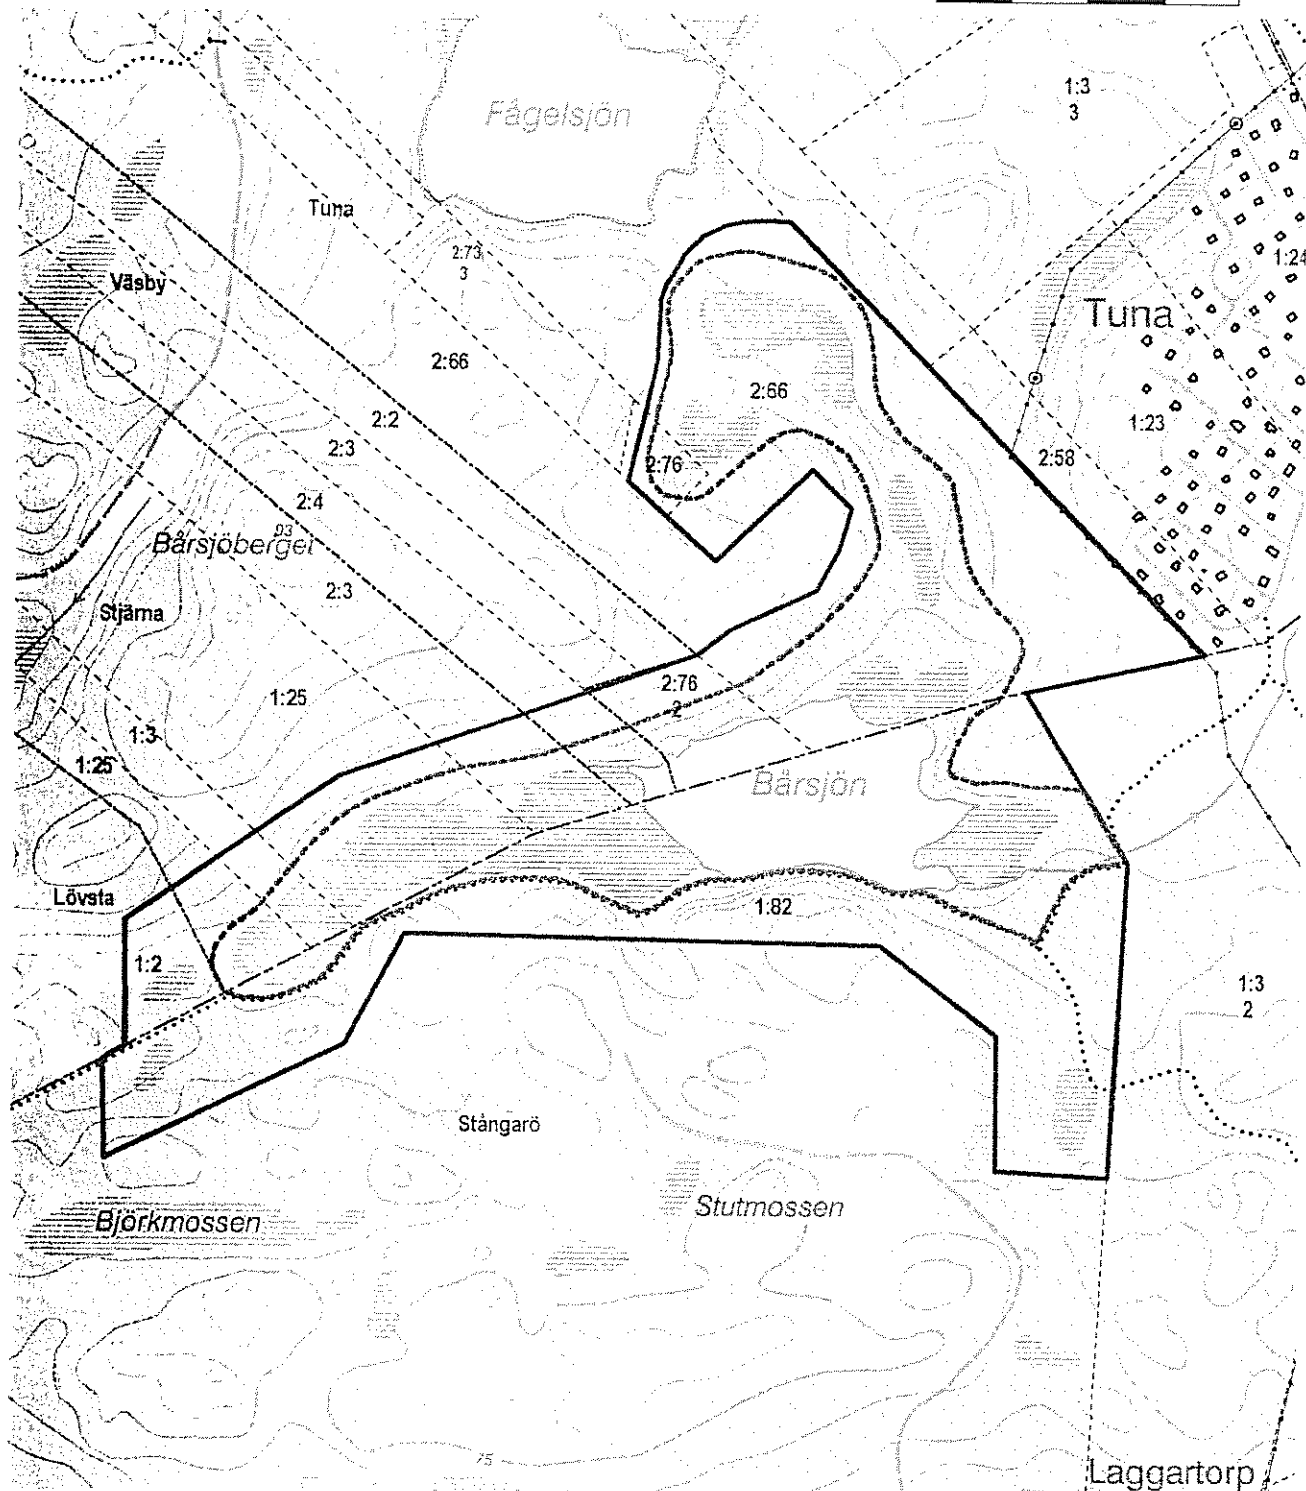 1:3
3
Fågelsjön
Tuna
2:73
3
1:24
Väsby
Tuna
2:66
2:66
2:2
1:23
2:3
2:58
2:76
2:4
93
Bårsjöberget
2:3
Stjärna
2:76
2
1:25
1:3
1:25
Bårsjön
Lövsta
1:82
1:2
1:3
2
Stångarö
Stutmossen
Björkmossen
75
Laggartorp